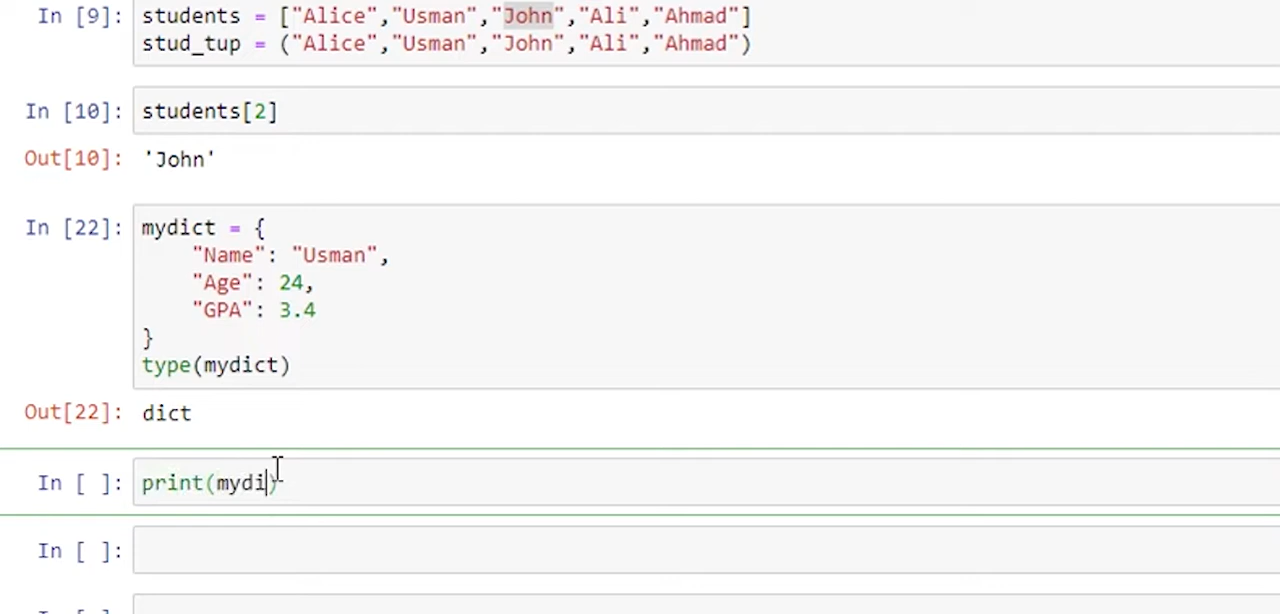 In [9]: students = ["Alice","Usman","John","Ali","Ahmad"]
stud_tup = ("Alice","Usman","John","Ali","Ahmad")
In [10]: students[2]
Out[10]: 'John'
In [22]: mydict = {
    "Name": "Usman",
    "Age": 24,
    "GPA": 3.4
}
type(mydict)
Out[22]: dict
In [ ]: print(mydi)
In [ ]: